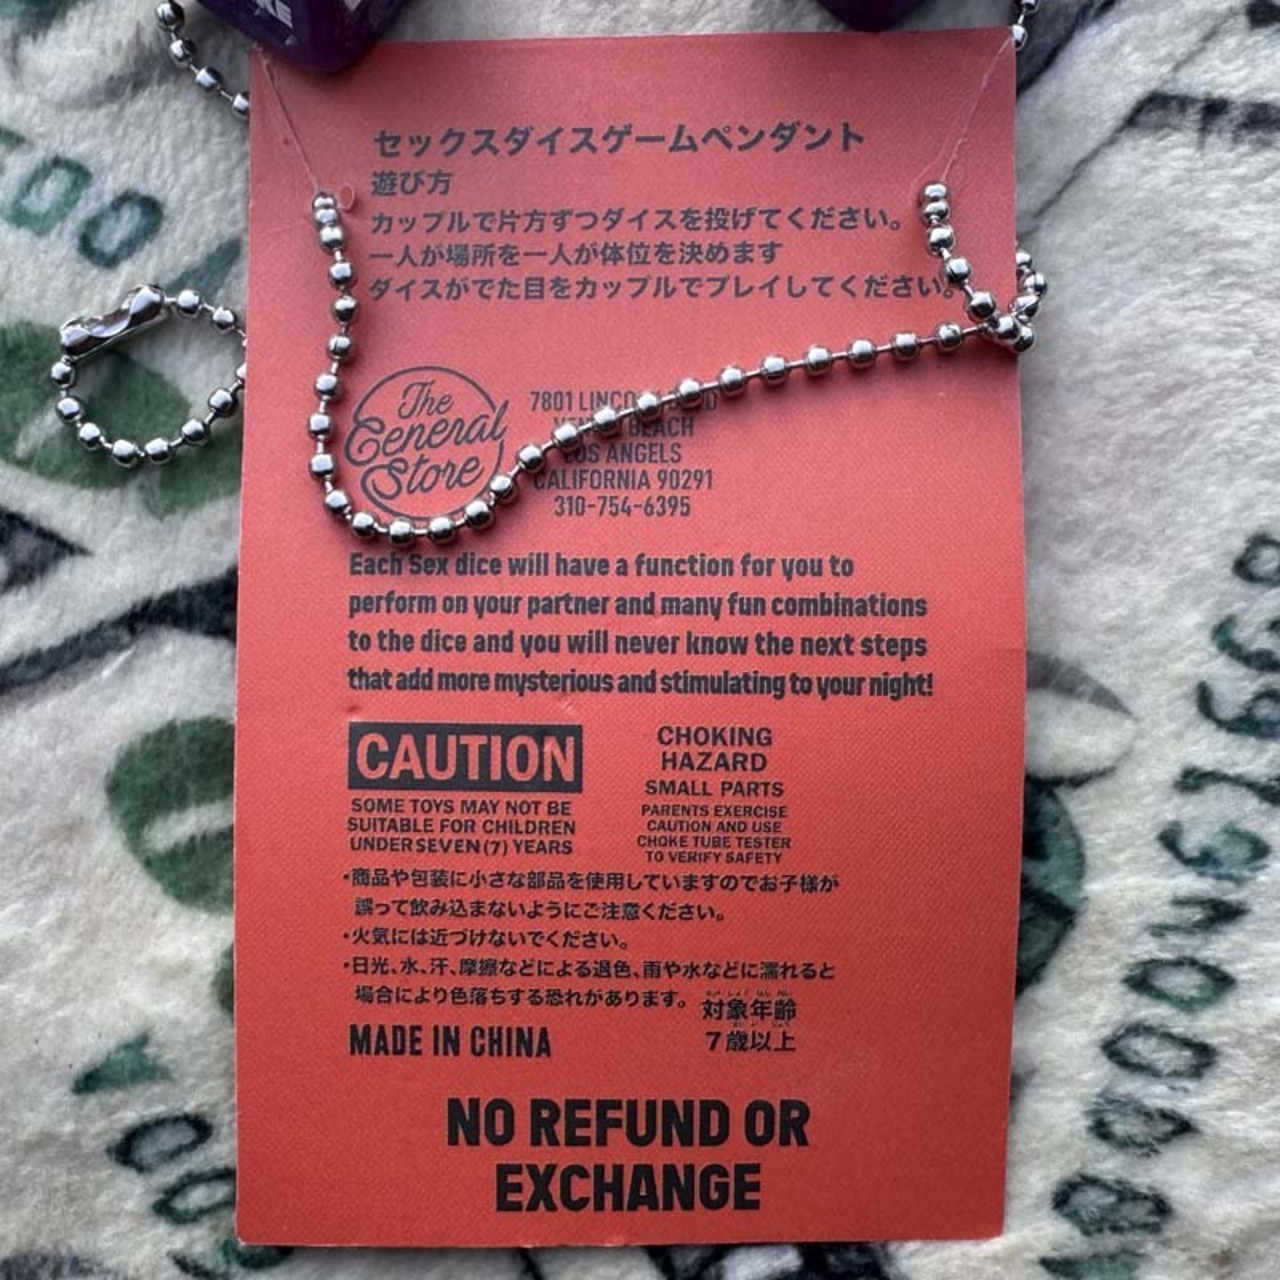 KE
セックスダイスゲームペンダント
遊び方
カップルで片方ずつダイスを投げてください。
一人が場所を一人が体位を決めます
ダイスがでた目をカップルでプレイしてください。
The
General
Store
7801
BEACH
LOS ANGELS
CALIFORNIA 90291
310-754-6395
Each Sex dice will have a function for you to
perform on your partner and many fun combinations
to the dice and you will never know the next steps
that add more mysterious and stimulating to your night!
CAUTION
SOME TOYS MAY NOT BE
SUITABLE FOR CHILDREN
UNDER SEVEN (7) YEARS
CHOKING
HAZARD
SMALL PARTS
PARENTS EXERCISE
CAUTION AND USE
CHOKE TUBE TESTER
TO VERIFY SAFETY
・商品や包装に小さな部品を使用していますのでお子様が
誤って飲み込まないようにご注意ください。
・火気には近づけないでください。
・日光、水、汗、摩擦などによる退色、雨や水などに濡れると
場合により色落ちする恐れがあります。
対象年齢
7歳以上
MADE IN CHINA
NO REFUND OR
EXCHANGE